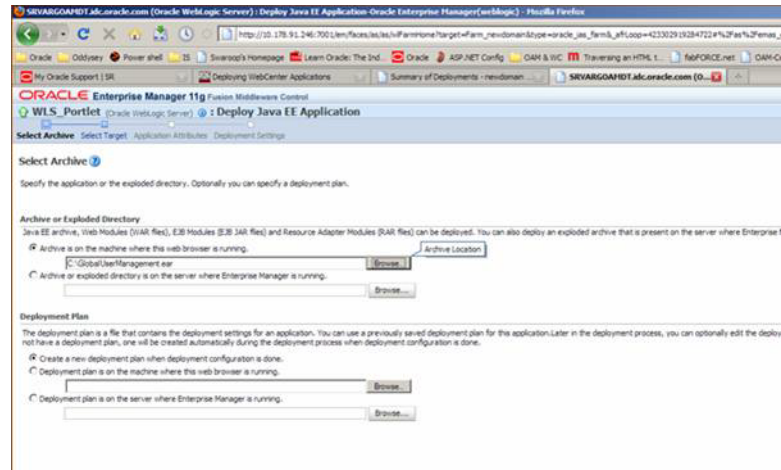 SRVARGOAMDT.idc.oracle.com (Oracle WebLogic Server) : Deploy Java EE Application-Oracle Enterprise Manager(weblogic) - Mozilla Firefox
Oracle Oddysey Power shell IS Swaroop's Homepage Learn Oracle: The Ind... Oracle ASP.NET Config OAM & WC Traversing an HTML t... fabFORCE.net
My Oracle Support | SR Deploying WebCenter Applications Summary of Deployments - newdomain ... SRVARGOAMDT.idc.oracle.com (O...
ORACLE Enterprise Manager 11g Fusion Middleware Control
WLS_Portlet (Oracle WebLogic Server) : Deploy Java EE Application
Select Archive Select Target Application Attributes Deployment Settings
Select Archive
Specify the application or the exploded directory. Optionally you can specify a deployment plan.
Archive or Exploded Directory
Java EE archive, Web Modules (WAR files), EJB Modules (EJB JAR files) and Resource Adapter Modules (RAR files) can be deployed. You can also deploy an exploded archive that is present on the server where Enterprise
Archive is on the machine where this web browser is running.
Archive Location
C:\GlobalUserManagement.ear Browse...
Archive or exploded directory is on the server where Enterprise Manager is running.
Browse...
Deployment Plan
The deployment plan is a file that contains the deployment settings for an application. You can use a previously saved deployment plan for this application.Later in the deployment process, you can optionally edit the deploy
not have a deployment plan, one will be created automatically during the deployment process when deployment configuration is done.
Create a new deployment plan when deployment configuration is done.
Deployment plan is on the machine where this web browser is running.
Browse...
Deployment plan is on the server where Enterprise Manager is running.
Browse...